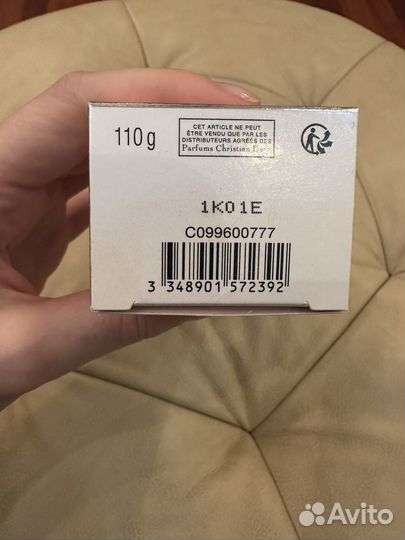 110 g
CET ARTICLE NE PEUT
ÊTRE VENDU QUE PAR LES
DISTRIBUTEURS AGRÉÉS DES
Parfums Christian Dior
1K01E
C099600777
3 348901 572392
Avito